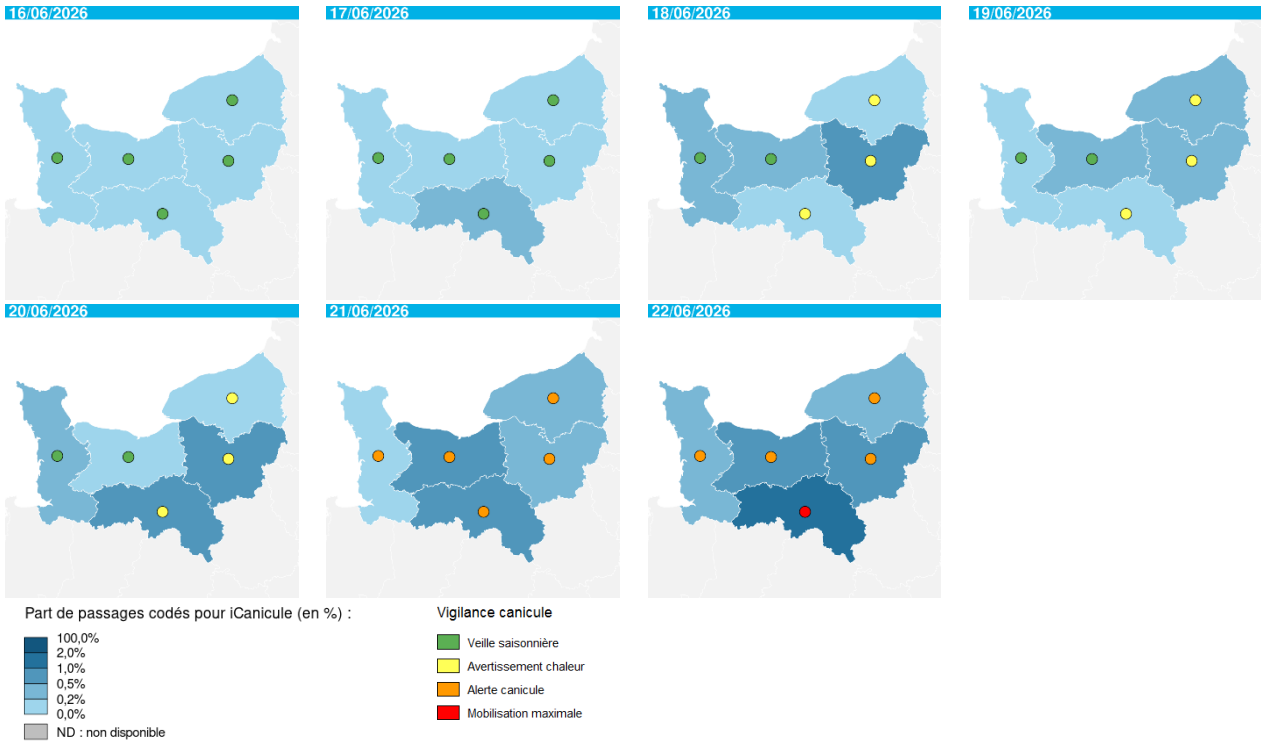 16/06/2026
17/06/2026
18/06/2026
19/06/2026
20/06/2026
21/06/2026
22/06/2026
Part de passages codés pour iCanicule (en %) :
100,0%
2,0%
1,0%
0,5%
0,2%
0,0%
ND : non disponible
Vigilance canicule
Veille saisonnière
Avertissement chaleur
Alerte canicule
Mobilisation maximale